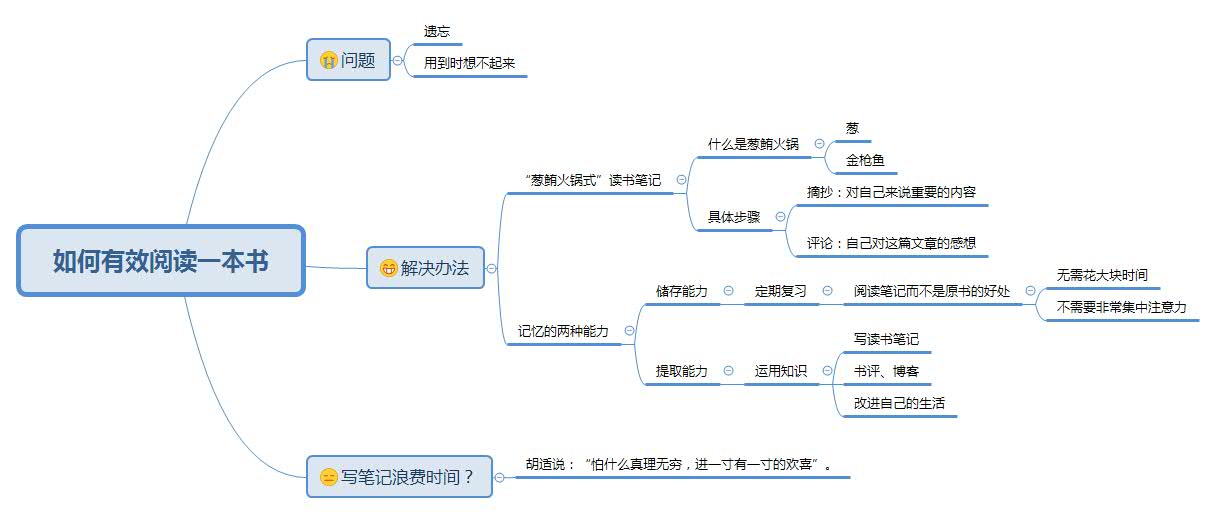 如何有效阅读一本书
问题
遗忘
用到时想不起来
解决办法
“葱鲔火锅式”读书笔记
什么是葱鲔火锅
葱
金枪鱼
具体步骤
摘抄：对自己来说重要的内容
评论：自己对这篇文章的感想
记忆的两种能力
储存能力
定期复习
阅读笔记而不是原书的好处
无需花大块时间
不需要非常集中注意力
提取能力
运用知识
写读书笔记
书评、博客
改进自己的生活
写笔记浪费时间？
胡适说：“怕什么真理无穷，进一寸有一寸的欢喜”。